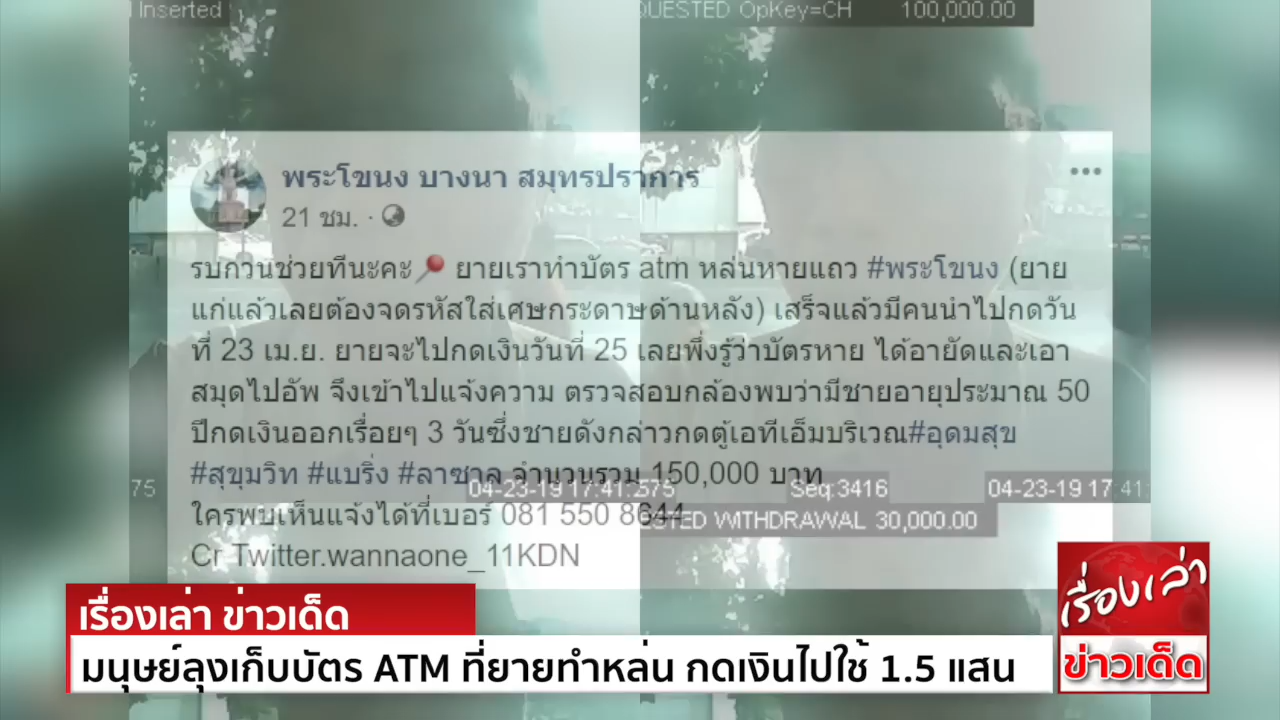 Inserted
UESTED OpKey=CH 100,000.00
พระโขนง บางนา สมุทรปราการ
21 ชม. ·
รบกวนช่วยทีนะคะ📍 ยายเราทำบัตร atm หล่นหายแถว #พระโขนง (ยาย
แก่แล้วเลยต้องจดรหัสใส่เศษกระดาษด้านหลัง) เสร็จแล้วมีคนนำไปกดวัน
ที่ 23 เม.ย. ยายจะไปกดเงินวันที่ 25 เลยพึ่งรู้ว่าบัตรหาย ได้อายัดและเอา
สมุดไปอัพ จึงเข้าไปแจ้งความ ตรวจสอบกล้องพบว่ามีชายอายุประมาณ 50
ปีกดเงินออกเรื่อยๆ 3 วันซึ่งชายดังกล่าวกดตู้เอทีเอ็มบริเวณ#อุดมสุข
#สุขุมวิท #แบริ่ง #ลาซาล จำนวนรวม 150,000 บาท
75 04-23-19 17:41: 575 Seq:3416 04-23-19 17:41:
ใครพบเห็นแจ้งได้ที่เบอร์ 081 550 8644
STED WITHDRAWAL 30,000.00
Cr Twitter.wannaone_11KDN
เรื่องเล่า ข่าวเด็ด
มนุษย์ลุงเก็บบัตร ATM ที่ยายทำหล่น กดเงินไปใช้ 1.5 แสน
เรื่องเล่า
ข่าวเด็ด